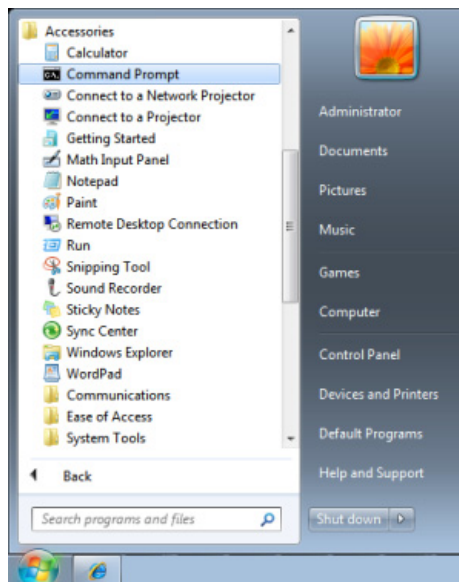 Accessories
Calculator
Command Prompt
Connect to a Network Projector
Connect to a Projector
Getting Started
Math Input Panel
Notepad
Paint
Remote Desktop Connection
Run
Snipping Tool
Sound Recorder
Sticky Notes
Sync Center
Windows Explorer
WordPad
Communications
Ease of Access
System Tools
Back
Search programs and files
Administrator
Documents
Pictures
Music
Games
Computer
Control Panel
Devices and Printers
Default Programs
Help and Support
Shut down